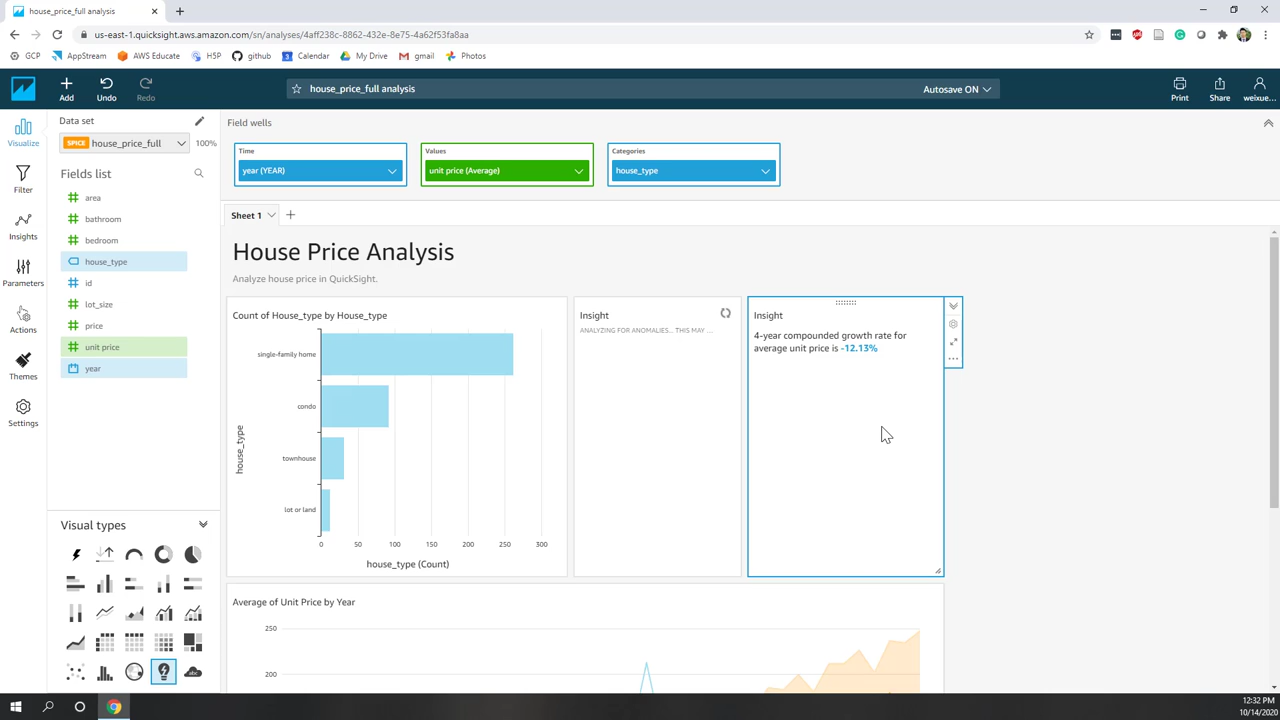 house_price_full analysis
us-east-1.quicksight.aws.amazon.com/sn/analyses/4aff238c-8862-432e-8e75-4a62f53fa8aa
GCP
AppStream
AWS Educate
H5P
github
Calendar
My Drive
gmail
Photos
Add
Undo
Redo
house_price_full analysis
Autosave ON
Print
Share
weixue...
Visualize
Filter
Insights
Parameters
Actions
Themes
Settings
Data set
SPICE house_price_full 100%
Fields list
area
bathroom
bedroom
house_type
id
lot_size
price
unit price
year
Visual types
Field wells
Time
year (YEAR)
Values
unit price (Average)
Categories
house_type
Sheet 1
House Price Analysis
Analyze house price in QuickSight.
Count of House_type by House_type
house_type
single-family home
condo
townhouse
lot or land
0 50 100 150 200 250 300
house_type (Count)
Insight
ANALYZING FOR ANOMALIES... THIS MAY ...
Insight
4-year compounded growth rate for
average unit price is -12.13%
Average of Unit Price by Year
250
200
12:32 PM
10/14/2020